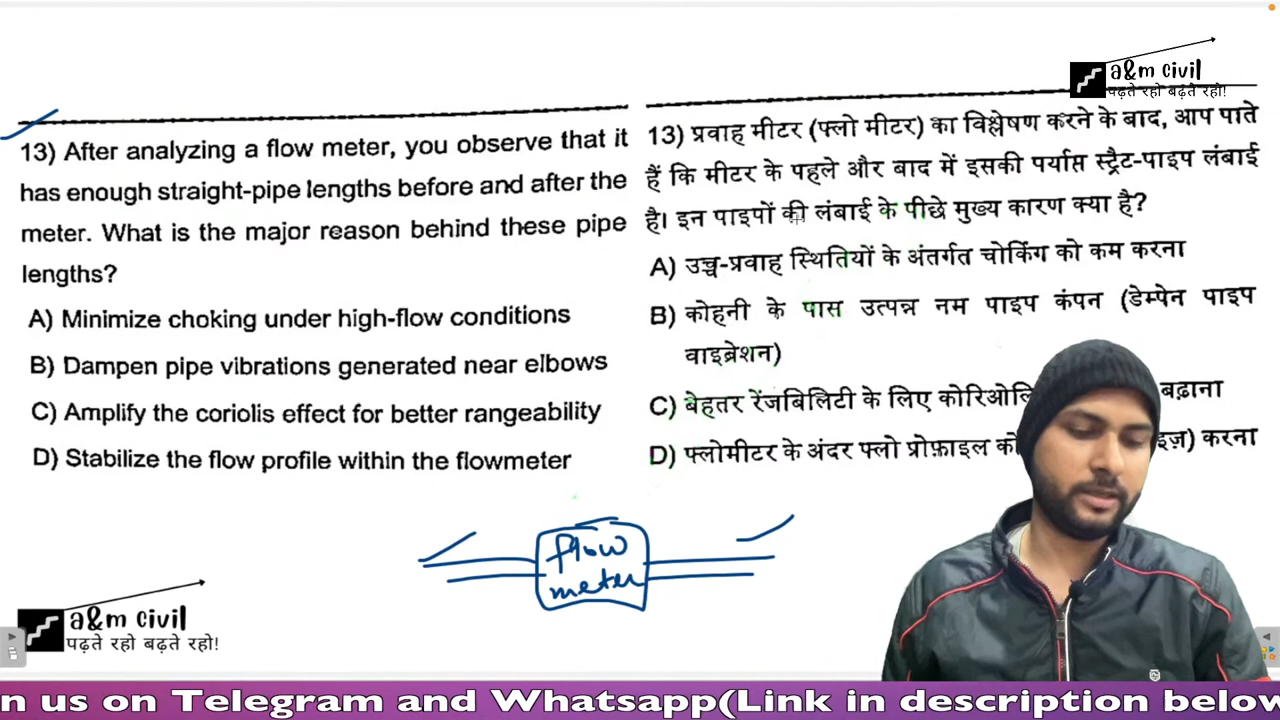 a&m civil
पढ़ते रहो बढ़ते रहो!
13) After analyzing a flow meter, you observe that it
has enough straight-pipe lengths before and after the
meter. What is the major reason behind these pipe
lengths?
A) Minimize choking under high-flow conditions
B) Dampen pipe vibrations generated near elbows
C) Amplify the coriolis effect for better rangeability
D) Stabilize the flow profile within the flowmeter
13) प्रवाह मीटर (फ्लो मीटर) का विश्लेषण करने के बाद, आप पाते
हैं कि मीटर के पहले और बाद में इसकी पर्याप्त स्ट्रैट-पाइप लंबाई
है। इन पाइपों की लंबाई के पीछे मुख्य कारण क्या है?
A) उच्च-प्रवाह स्थितियों के अंतर्गत चोकिंग को कम करना
B) कोहनी के पास उत्पन्न नम पाइप कंपन (डेम्पेन पाइप
वाइब्रेशन)
C) बेहतर रेंजबिलिटी के लिए बढ़ाना
D) फ्लोमीटर के अंदर फ्लो प्रोफ़ाइल को करना
flow
meter
a&m civil
पढ़ते रहो बढ़ते रहो!
n us on Telegram and Whatsapp(Link in description below